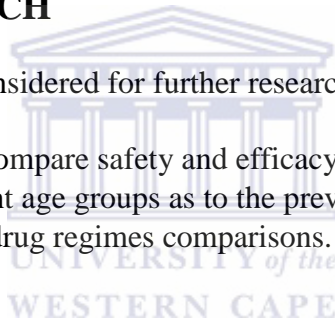 CH
nsidered for further researc
ompare safety and efficacy
nt age groups as to the prev
drug regimes comparisons.
UNIVERSITY of the
WESTERN CAPE